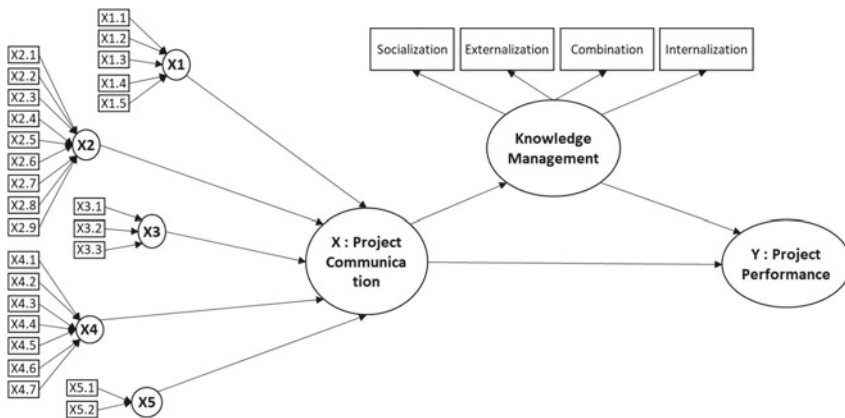 X1.1
X1.2
X1.3
X1.4
X1.5
X1
X2.1
X2.2
X2.3
X2.4
X2.5
X2.6
X2.7
X2.8
X2.9
X2
X3.1
X3.2
X3.3
X3
X4.1
X4.2
X4.3
X4.4
X4.5
X4.6
X4.7
X4
X5.1
X5.2
X5
X : Project
Communica
tion
Socialization
Externalization
Combination
Internalization
Knowledge
Management
Y : Project
Performance